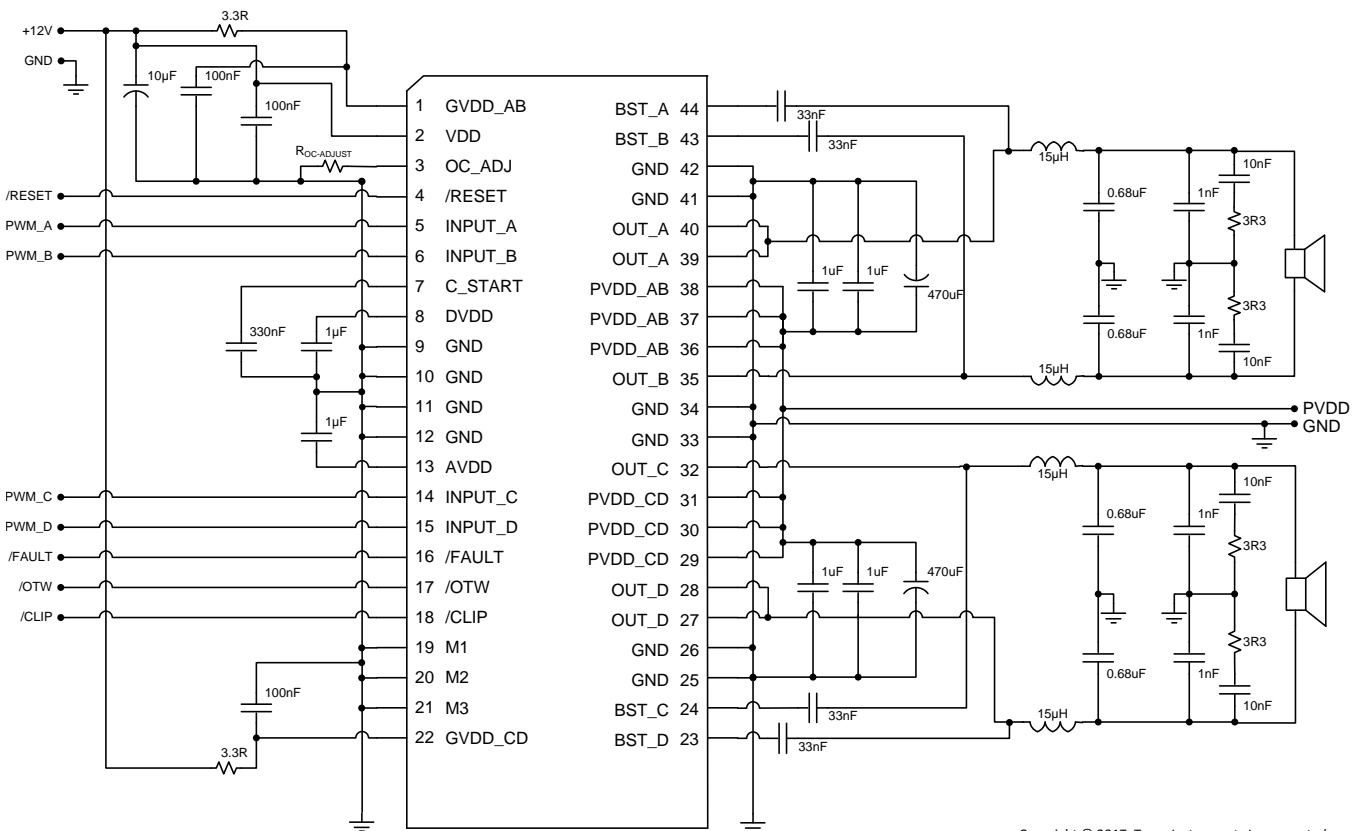 3.3R
+12V
GND
10µF
100nF
100nF
R_OC-ADJUST
/RESET
PWM_A
PWM_B
330nF
1µF
1µF
PWM_C
PWM_D
/FAULT
/OTW
/CLIP
100nF
3.3R
1 GVDD_AB
2 VDD
3 OC_ADJ
4 /RESET
5 INPUT_A
6 INPUT_B
7 C_START
8 DVDD
9 GND
10 GND
11 GND
12 GND
13 AVDD
14 INPUT_C
15 INPUT_D
16 /FAULT
17 /OTW
18 /CLIP
19 M1
20 M2
21 M3
22 GVDD_CD
BST_A 44
BST_B 43
GND 42
GND 41
OUT_A 40
OUT_A 39
PVDD_AB 38
PVDD_AB 37
PVDD_AB 36
OUT_B 35
GND 34
GND 33
OUT_C 32
PVDD_CD 31
PVDD_CD 30
PVDD_CD 29
OUT_D 28
OUT_D 27
GND 26
GND 25
BST_C 24
BST_D 23
33nF
33nF
1uF
1uF
470uF
15µH
0.68uF
1nF
10nF
3R3
3R3
0.68uF
1nF
10nF
15µH
PVDD
GND
15µH
10nF
0.68uF
1nF
3R3
1uF
1uF
470uF
3R3
0.68uF
1nF
10nF
15µH
33nF
33nF